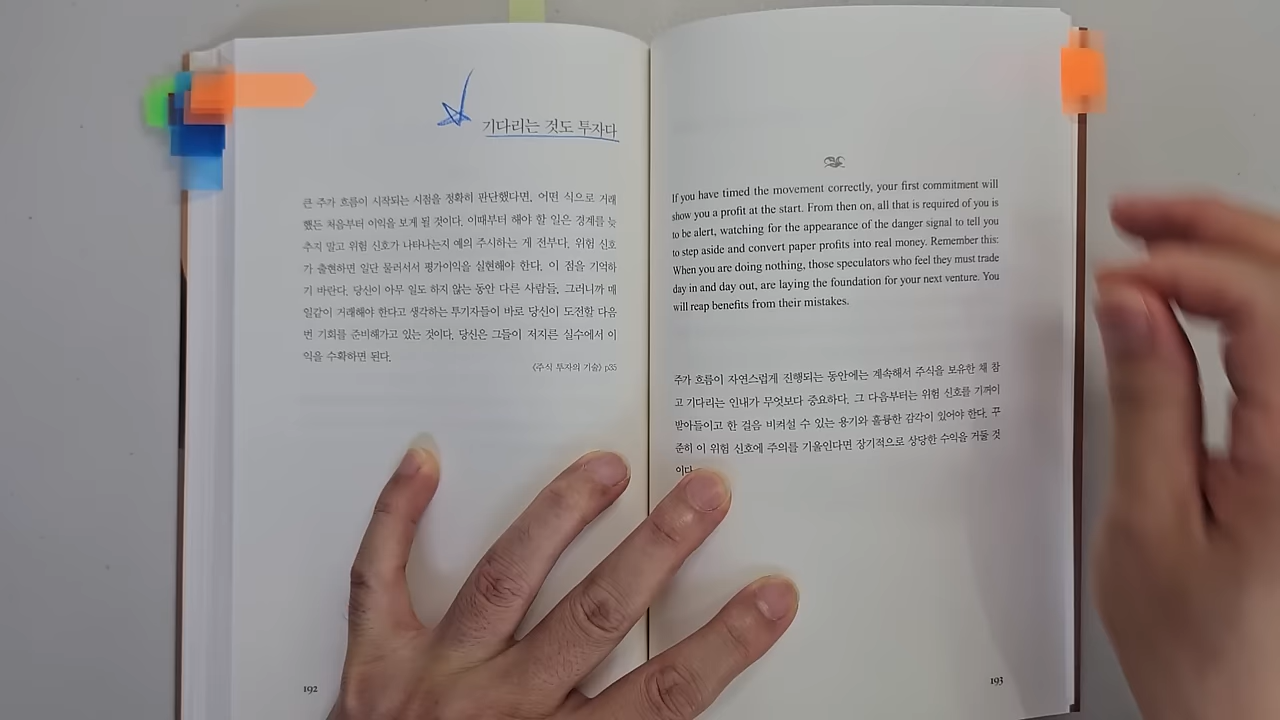 기다리는 것도 투자다
큰 주가 흐름이 시작되는 시점을 정확히 판단했다면, 어떤 식으로 거래
했든 처음부터 이익을 보게 될 것이다. 이때부터 해야 할 일은 경계를 늦
추지 말고 위험 신호가 나타나는지 예의 주시하는 게 전부다. 위험 신호
가 출현하면 일단 물러서서 평가이익을 실현해야 한다. 이 점을 기억하
기 바란다. 당신이 아무 일도 하지 않는 동안 다른 사람들, 그러니까 매
일같이 거래해야 한다고 생각하는 투기자들이 바로 당신이 도전할 다음
번 기회를 준비해가고 있는 것이다. 당신은 그들이 저지른 실수에서 이
익을 수확하면 된다.
《주식 투자의 기술》 p35
192
If you have timed the movement correctly, your first commitment will
show you a profit at the start. From then on, all that is required of you is
to be alert, watching for the appearance of the danger signal to tell you
to step aside and convert paper profits into real money. Remember this:
When you are doing nothing, those speculators who feel they must trade
day in and day out, are laying the foundation for your next venture. You
will reap benefits from their mistakes.
주가 흐름이 자연스럽게 진행되는 동안에는 계속해서 주식을 보유한 채 참
고 기다리는 인내가 무엇보다 중요하다. 그 다음부터는 위험 신호를 기꺼이
받아들이고 한 걸음 비켜설 수 있는 용기와 훌륭한 감각이 있어야 한다. 꾸
준히 이 위험 신호에 주의를 기울인다면 장기적으로 상당한 수익을 거둘 것
이다.
193